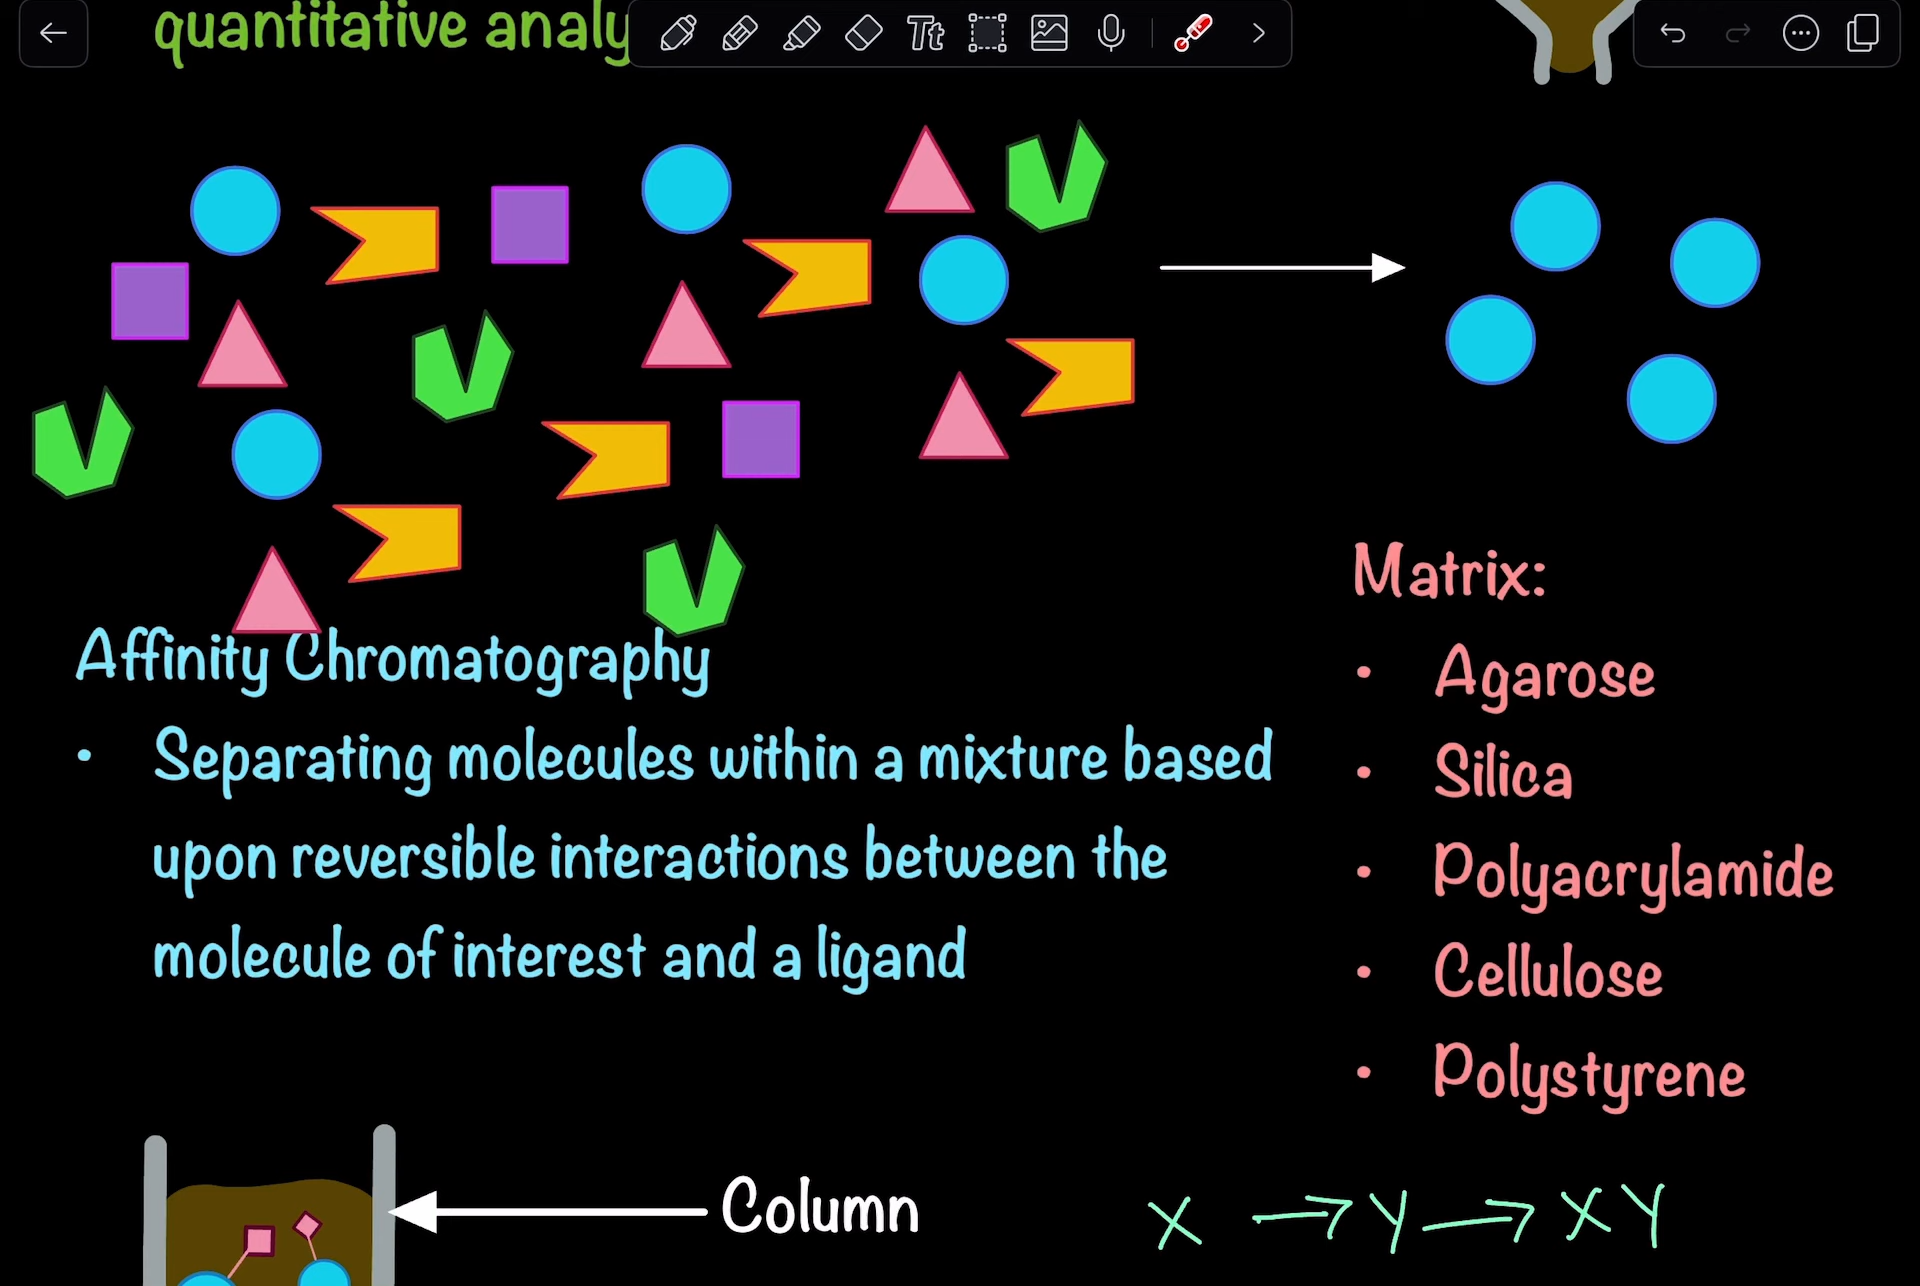 quantitative analy
Tt
Affinity Chromatography
• Separating molecules within a mixture based
upon reversible interactions between the
molecule of interest and a ligand
Matrix:
• Agarose
• Silica
• Polyacrylamide
• Cellulose
• Polystyrene
Column
X → Y → XY